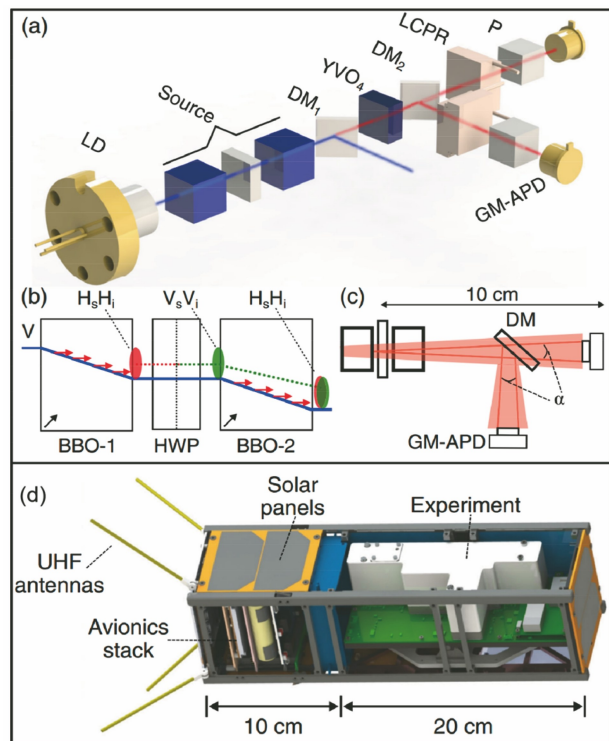 (a)
LD
Source
DM₁
YVO₄
DM₂
LCPR
P
GM-APD
(b)
HₛHᵢ
VₛVᵢ
HₛHᵢ
V
BBO-1
HWP
BBO-2
(c)
10 cm
DM
α
GM-APD
(d)
Solar
panels
Experiment
UHF
antennas
Avionics
stack
10 cm
20 cm